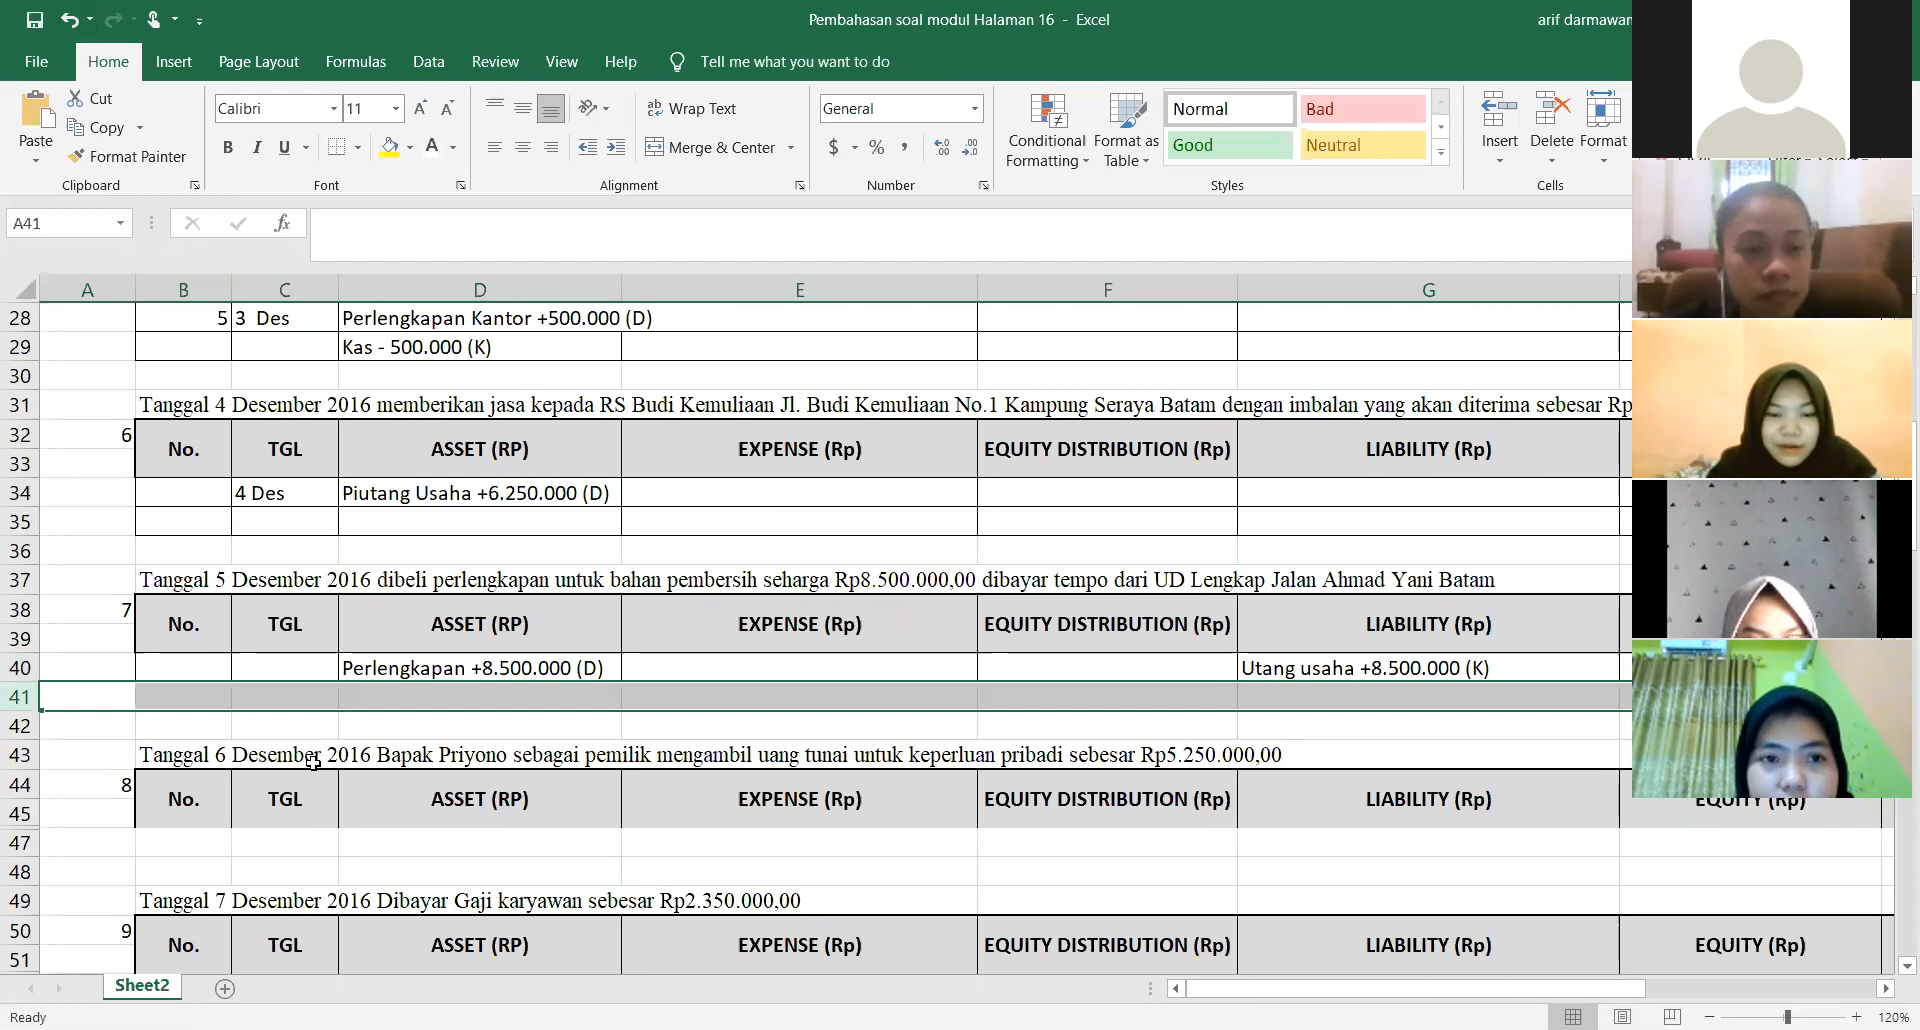 Pembahasan soal modul Halaman 16 - Excel
arif darmawan
File Home Insert Page Layout Formulas Data Review View Help Tell me what you want to do
Paste
Cut
Copy
Format Painter
Clipboard
Calibri 11
B I U
Font
Wrap Text
Merge & Center
Alignment
General
$ % ,
Number
Conditional Formatting
Format as Table
Normal Bad
Good Neutral
Styles
Insert Delete Format
Cells
A41
fx
A B C D E F G
28 5 3 Des Perlengkapan Kantor +500.000 (D)
29 Kas - 500.000 (K)
30
31 Tanggal 4 Desember 2016 memberikan jasa kepada RS Budi Kemuliaan Jl. Budi Kemuliaan No.1 Kampung Seraya Batam dengan imbalan yang akan diterima sebesar Rp
32 6 No. TGL ASSET (RP) EXPENSE (Rp) EQUITY DISTRIBUTION (Rp) LIABILITY (Rp)
33
34 4 Des Piutang Usaha +6.250.000 (D)
35
36
37 Tanggal 5 Desember 2016 dibeli perlengkapan untuk bahan pembersih seharga Rp8.500.000,00 dibayar tempo dari UD Lengkap Jalan Ahmad Yani Batam
38 7 No. TGL ASSET (RP) EXPENSE (Rp) EQUITY DISTRIBUTION (Rp) LIABILITY (Rp)
39
40 Perlengkapan +8.500.000 (D) Utang usaha +8.500.000 (K)
41
42
43 Tanggal 6 Desember 2016 Bapak Priyono sebagai pemilik mengambil uang tunai untuk keperluan pribadi sebesar Rp5.250.000,00
44 8 No. TGL ASSET (RP) EXPENSE (Rp) EQUITY DISTRIBUTION (Rp) LIABILITY (Rp) EQUITY (Rp)
45
47
48
49 Tanggal 7 Desember 2016 Dibayar Gaji karyawan sebesar Rp2.350.000,00
50 9 No. TGL ASSET (RP) EXPENSE (Rp) EQUITY DISTRIBUTION (Rp) LIABILITY (Rp) EQUITY (Rp)
51
Sheet2
Ready
120%